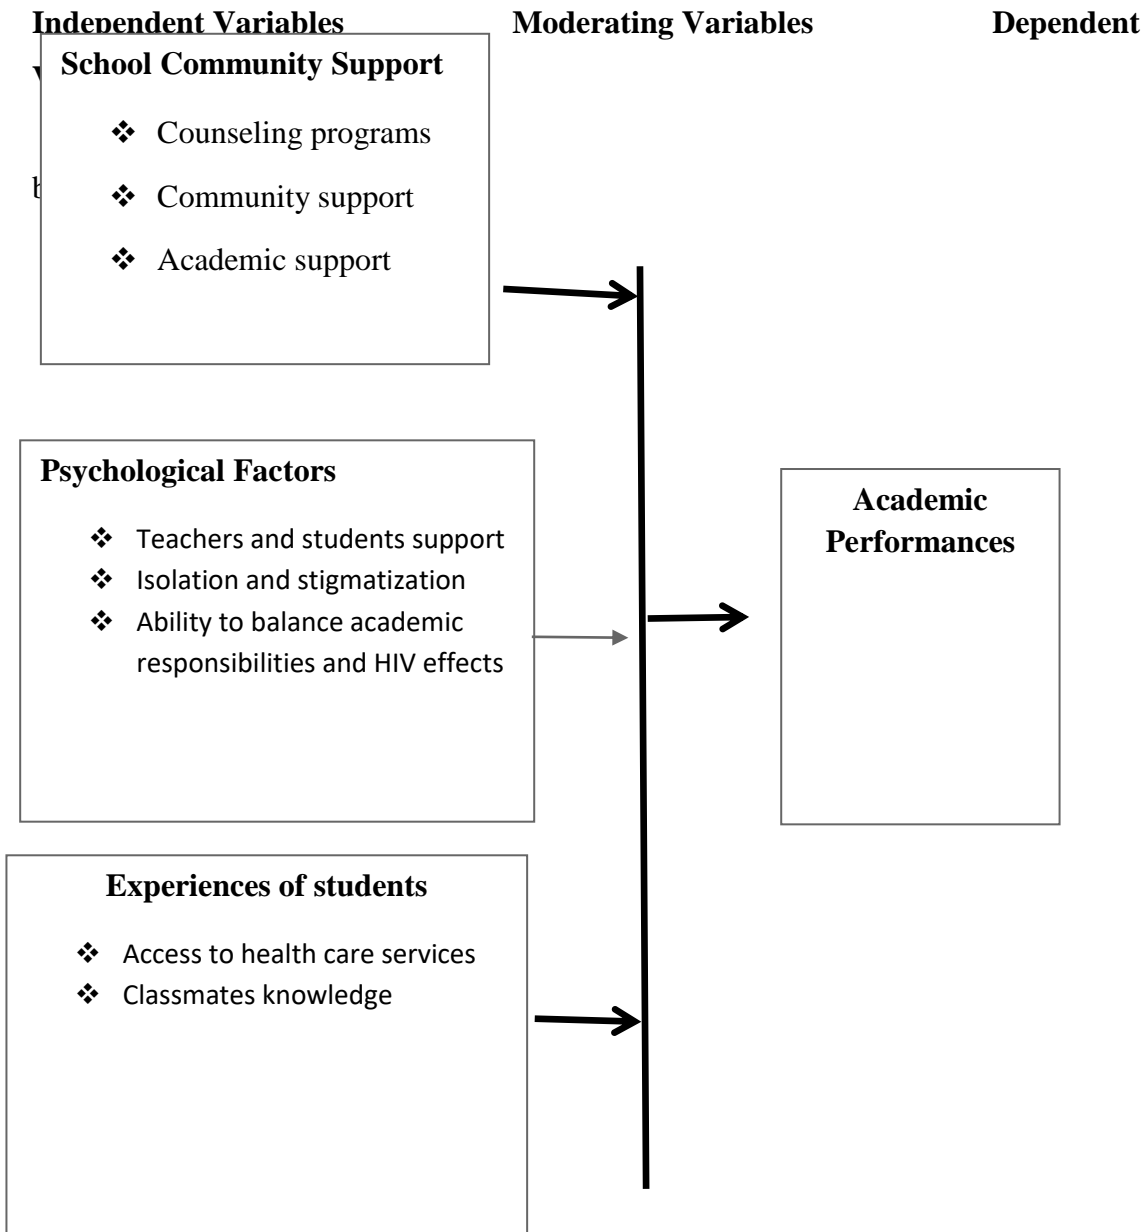 Independent Variables Moderating Variables Dependent
School Community Support
❖ Counseling programs
❖ Community support
❖ Academic support
Psychological Factors
❖ Teachers and students support
❖ Isolation and stigmatization
❖ Ability to balance academic
responsibilities and HIV effects
Academic
Performances
Experiences of students
❖ Access to health care services
❖ Classmates knowledge